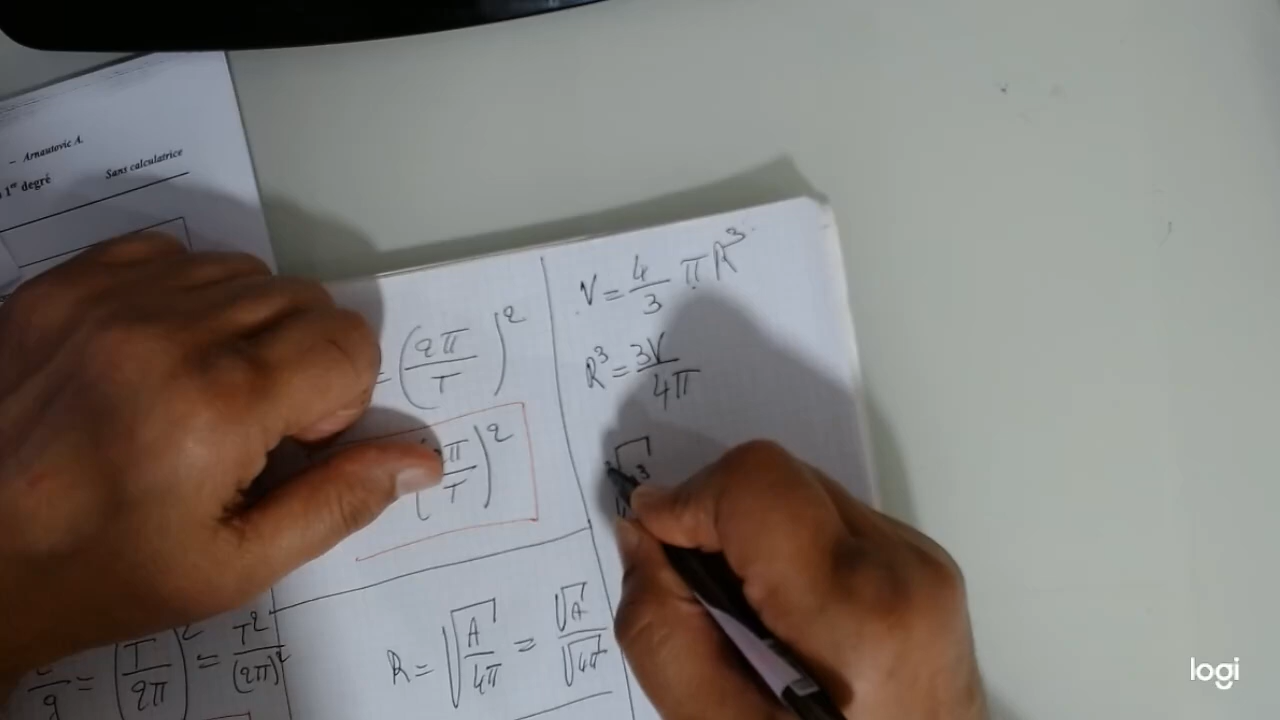 – Arnautovic A.
1er degré Sans calculatrice
= (2π/T)²
2π/T)²
/g = (T/2π)² = T²/(2π)²
R = √(A/4π) = √A/√4π
V = 4/3 π R³
R³ = 3V/4π
logi